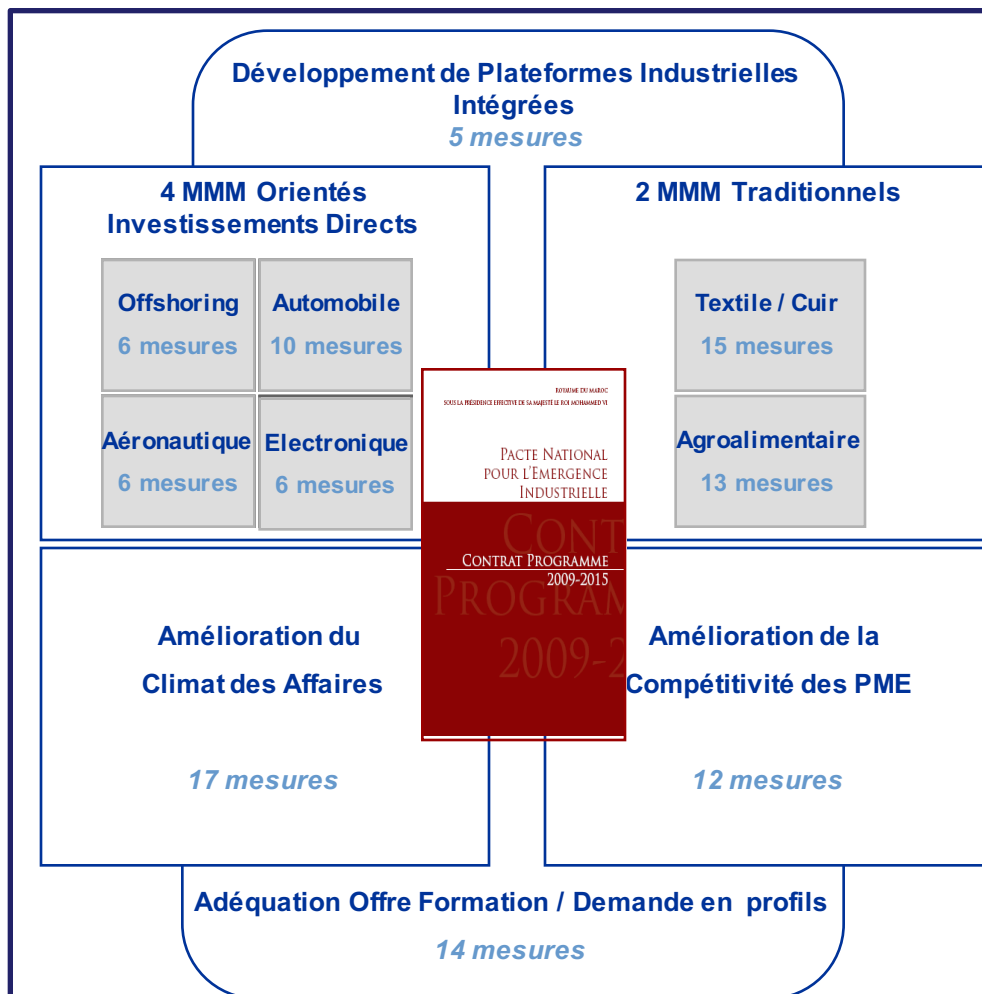 Développement de Plateformes Industrielles
Intégrées
5 mesures
4 MMM Orientés
Investissements Directs
Offshoring
6 mesures
Automobile
10 mesures
Aéronautique
6 mesures
Electronique
6 mesures
2 MMM Traditionnels
Textile / Cuir
15 mesures
Agroalimentaire
13 mesures
ROYAUME DU MAROC
SOUS LA PRÉSIDENCE EFFECTIVE DE SA MAJESTÉ LE ROI MOHAMMED VI
PACTE NATIONAL
POUR L'EMERGENCE
INDUSTRIELLE
CONT
CONTRAT PROGRAMME
2009-2015
PROGRAM
2009-2
Amélioration du
Climat des Affaires
17 mesures
Amélioration de la
Compétitivité des PME
12 mesures
Adéquation Offre Formation / Demande en profils
14 mesures